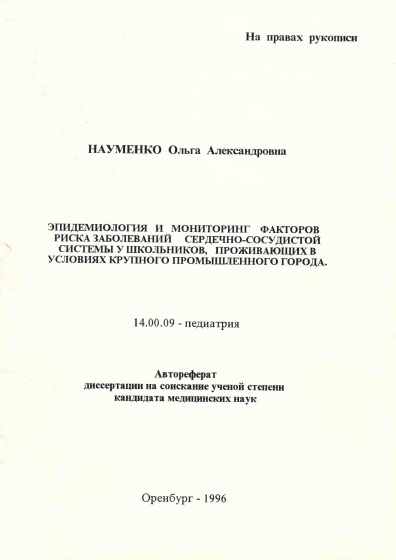 На правах рукописи
НАУМЕНКО Ольга Александровна
ЭПИДЕМИОЛОГИЯ И МОНИТОРИНГ ФАКТОРОВ
РИСКА ЗАБОЛЕВАНИЙ СЕРДЕЧНО-СОСУДИСТОЙ
СИСТЕМЫ У ШКОЛЬНИКОВ, ПРОЖИВАЮЩИХ В
УСЛОВИЯХ КРУПНОГО ПРОМЫШЛЕННОГО ГОРОДА.
14.00.09 - педиатрия
Автореферат
диссертации на соискание ученой степени
кандидата медицинских наук
Оренбург - 1996